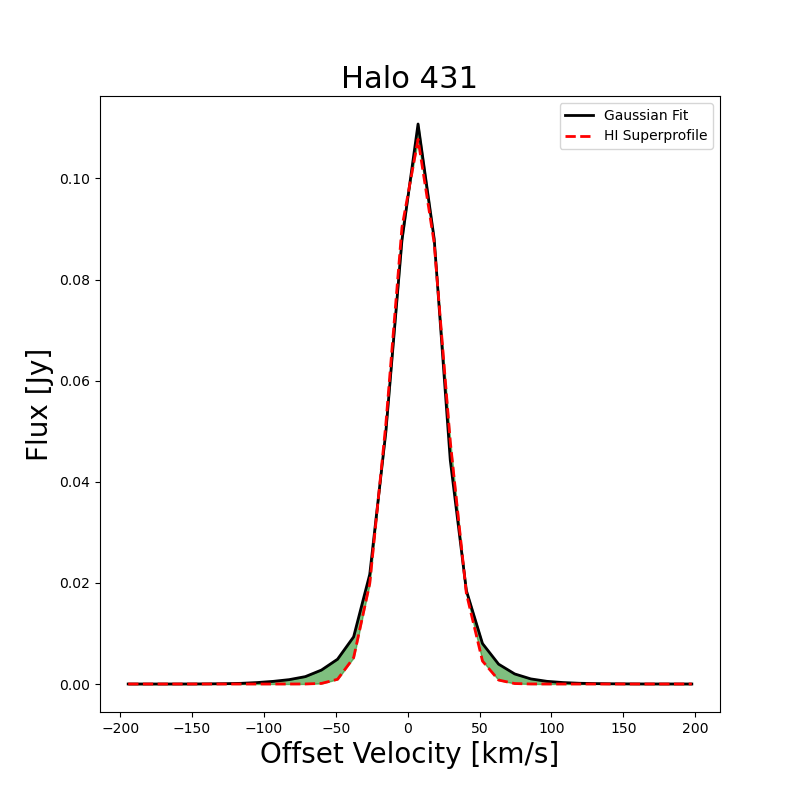 Halo 431
Gaussian Fit
HI Superprofile
Flux [Jy]
0.10
0.08
0.06
0.04
0.02
0.00
−200 −150 −100 −50 0 50 100 150 200
Offset Velocity [km/s]